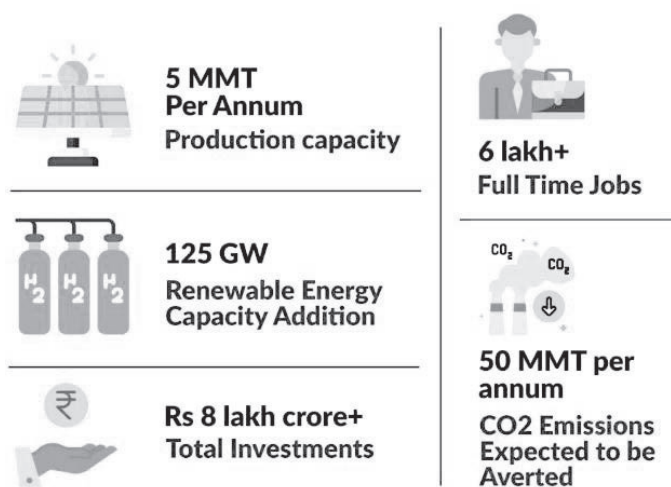 5 MMT
Per Annum
Production capacity
H2
H2
H2
125 GW
Renewable Energy
Capacity Addition
₹
Rs 8 lakh crore+
Total Investments
6 lakh+
Full Time Jobs
CO2
CO2
50 MMT per
annum
CO2 Emissions
Expected to be
Averted